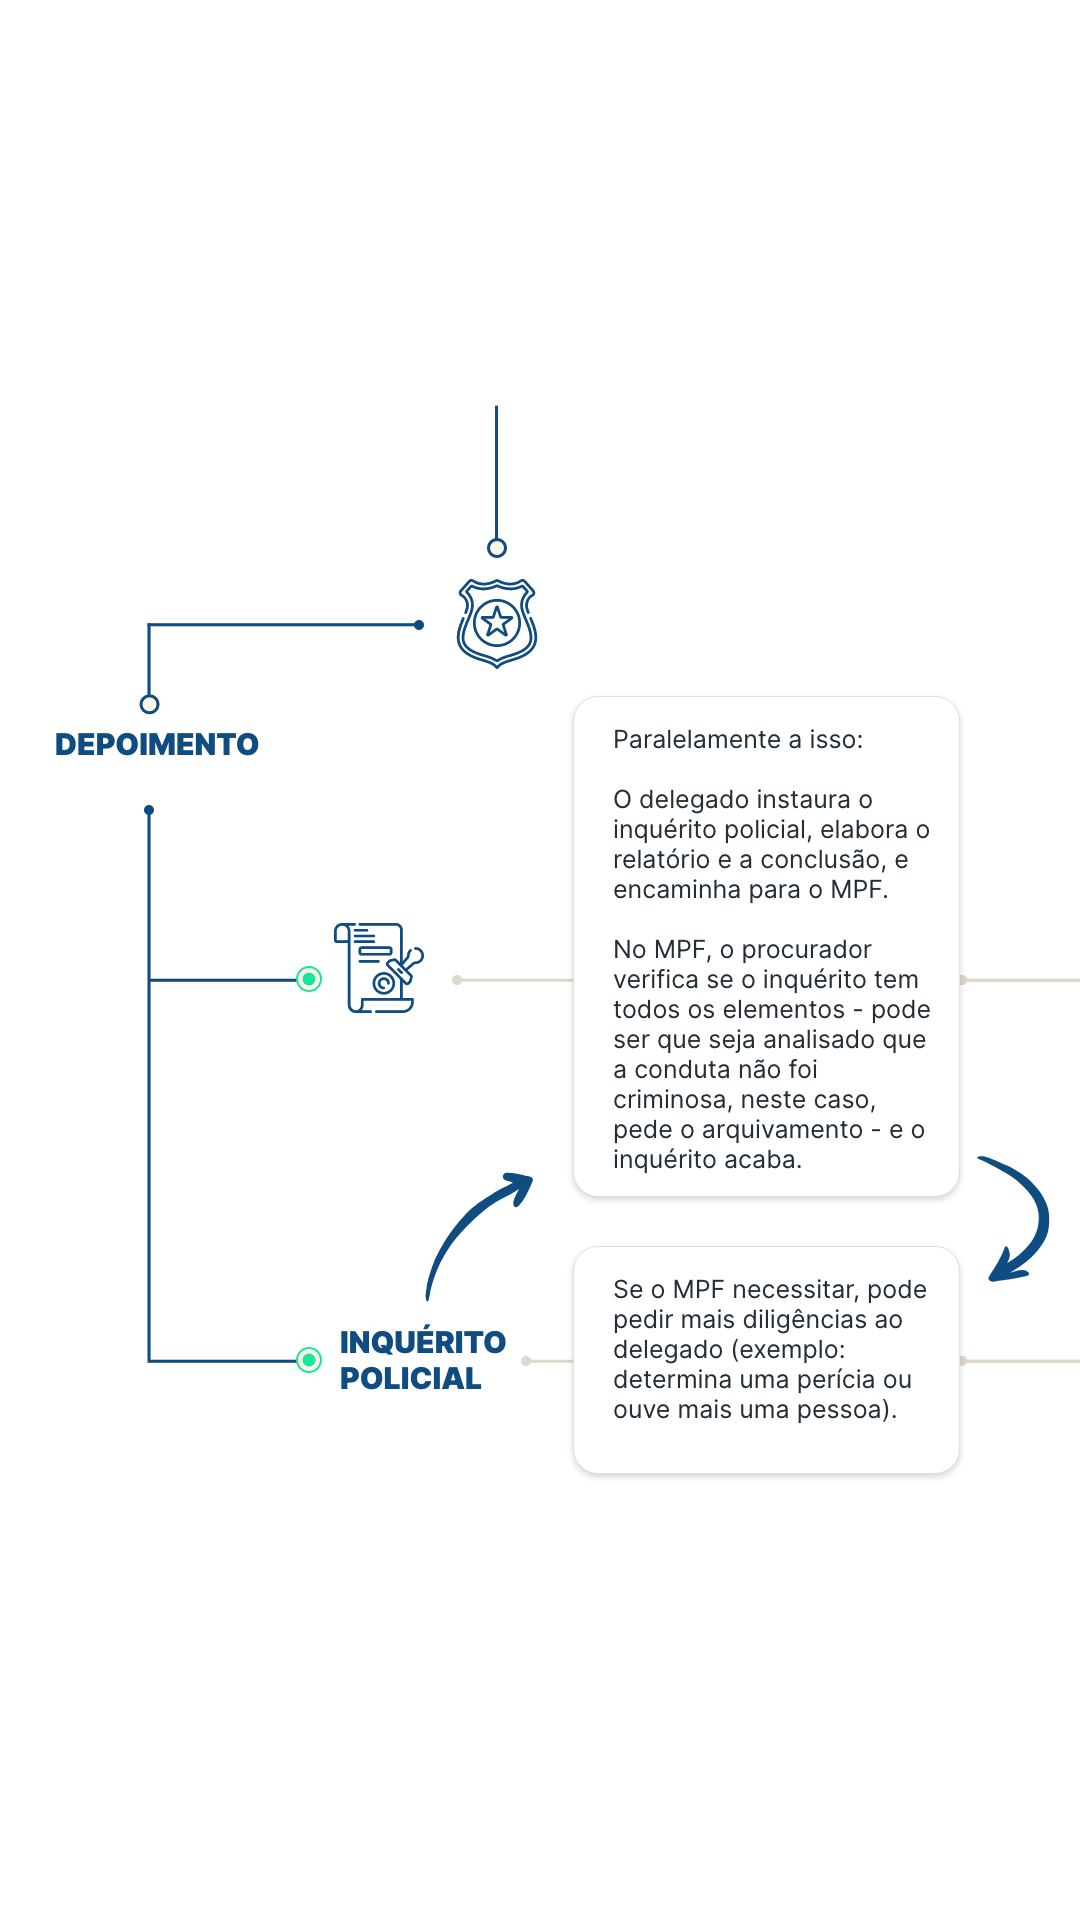 DEPOIMENTO
Paralelamente a isso:
O delegado instaura o
inquérito policial, elabora o
relatório e a conclusão, e
encaminha para o MPF.
No MPF, o procurador
verifica se o inquérito tem
todos os elementos - pode
ser que seja analisado que
a conduta não foi
criminosa, neste caso,
pede o arquivamento - e o
inquérito acaba.
INQUÉRITO
POLICIAL
Se o MPF necessitar, pode
pedir mais diligências ao
delegado (exemplo:
determina uma perícia ou
ouve mais uma pessoa).